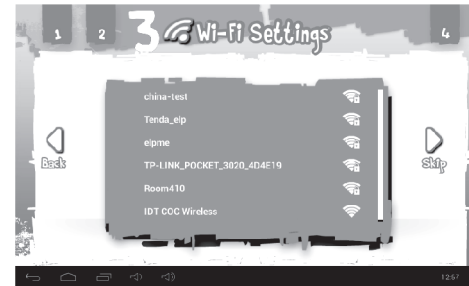 1 2 3 Wi-Fi Settings 4
china-test
Tenda_elp
elpme
TP-LINK_POCKET_3020_4D4E19
Room410
IDT COC Wireless
Back
Skip
12:57